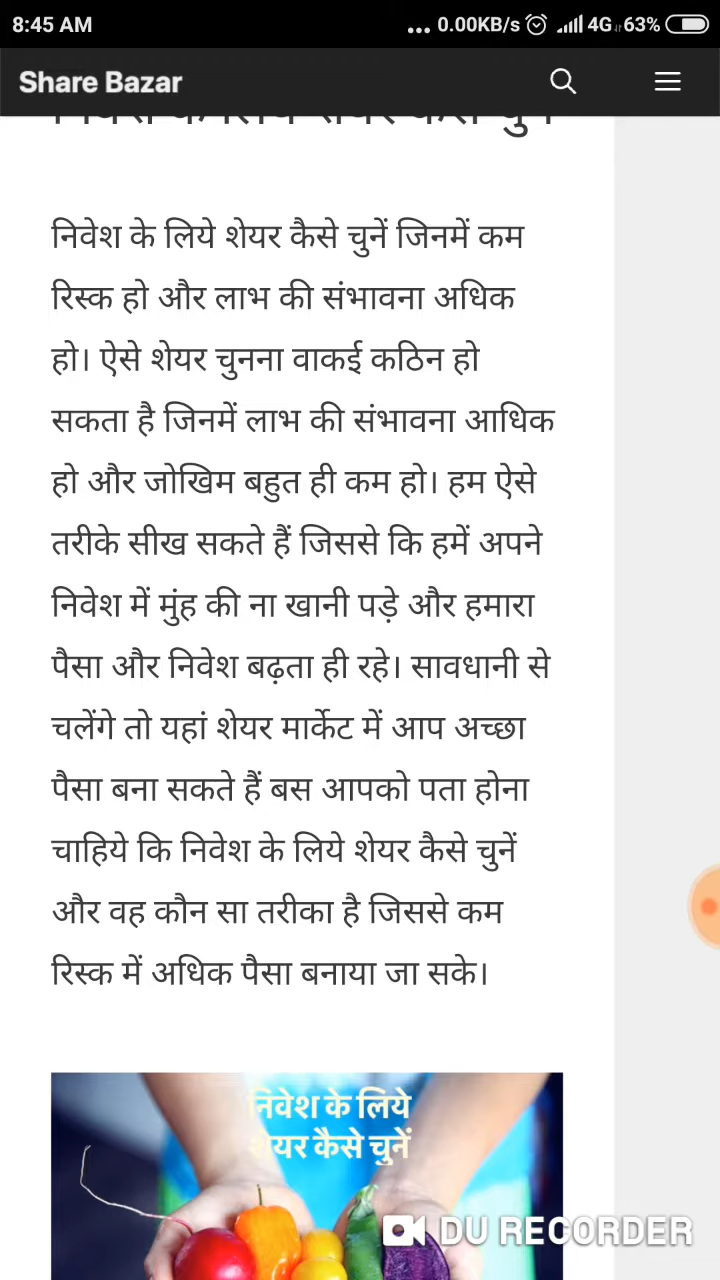 8:45 AM
... 0.00KB/s 4G 63%
Share Bazar
निवेश के लिये शेयर कैसे चुनें
निवेश के लिये शेयर कैसे चुनें जिनमें कम
रिस्क हो और लाभ की संभावना अधिक
हो। ऐसे शेयर चुनना वाकई कठिन हो
सकता है जिनमें लाभ की संभावना आधिक
हो और जोखिम बहुत ही कम हो। हम ऐसे
तरीके सीख सकते हैं जिससे कि हमें अपने
निवेश में मुंह की ना खानी पड़े और हमारा
पैसा और निवेश बढ़ता ही रहे। सावधानी से
चलेंगे तो यहां शेयर मार्केट में आप अच्छा
पैसा बना सकते हैं बस आपको पता होना
चाहिये कि निवेश के लिये शेयर कैसे चुनें
और वह कौन सा तरीका है जिससे कम
रिस्क में अधिक पैसा बनाया जा सके।
निवेश के लिये
शेयर कैसे चुनें
DU RECORDER